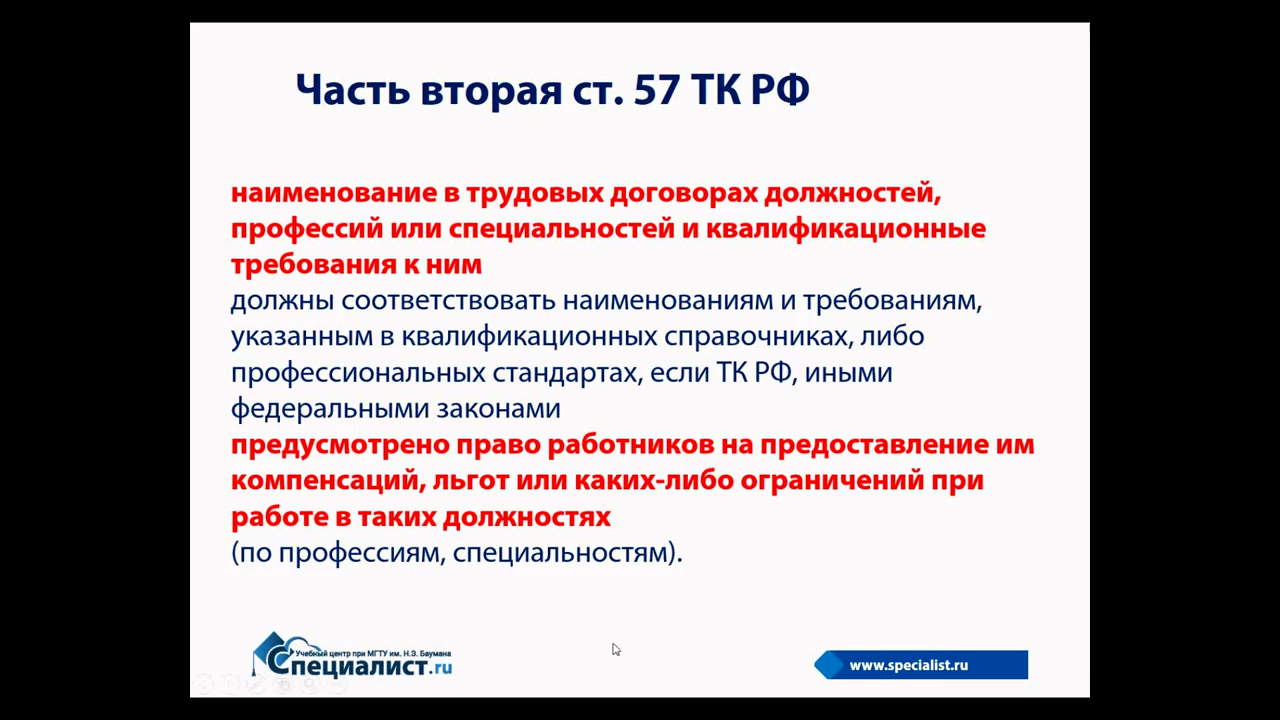 Часть вторая ст. 57 ТК РФ
наименование в трудовых договорах должностей,
профессий или специальностей и квалификационные
требования к ним
должны соответствовать наименованиям и требованиям,
указанным в квалификационных справочниках, либо
профессиональных стандартах, если ТК РФ, иными
федеральными законами
предусмотрено право работников на предоставление им
компенсаций, льгот или каких-либо ограничений при
работе в таких должностях
(по профессиям, специальностям).
Учебный центр при МГТУ им. Н.Э. Баумана
Специалист.ru
www.specialist.ru